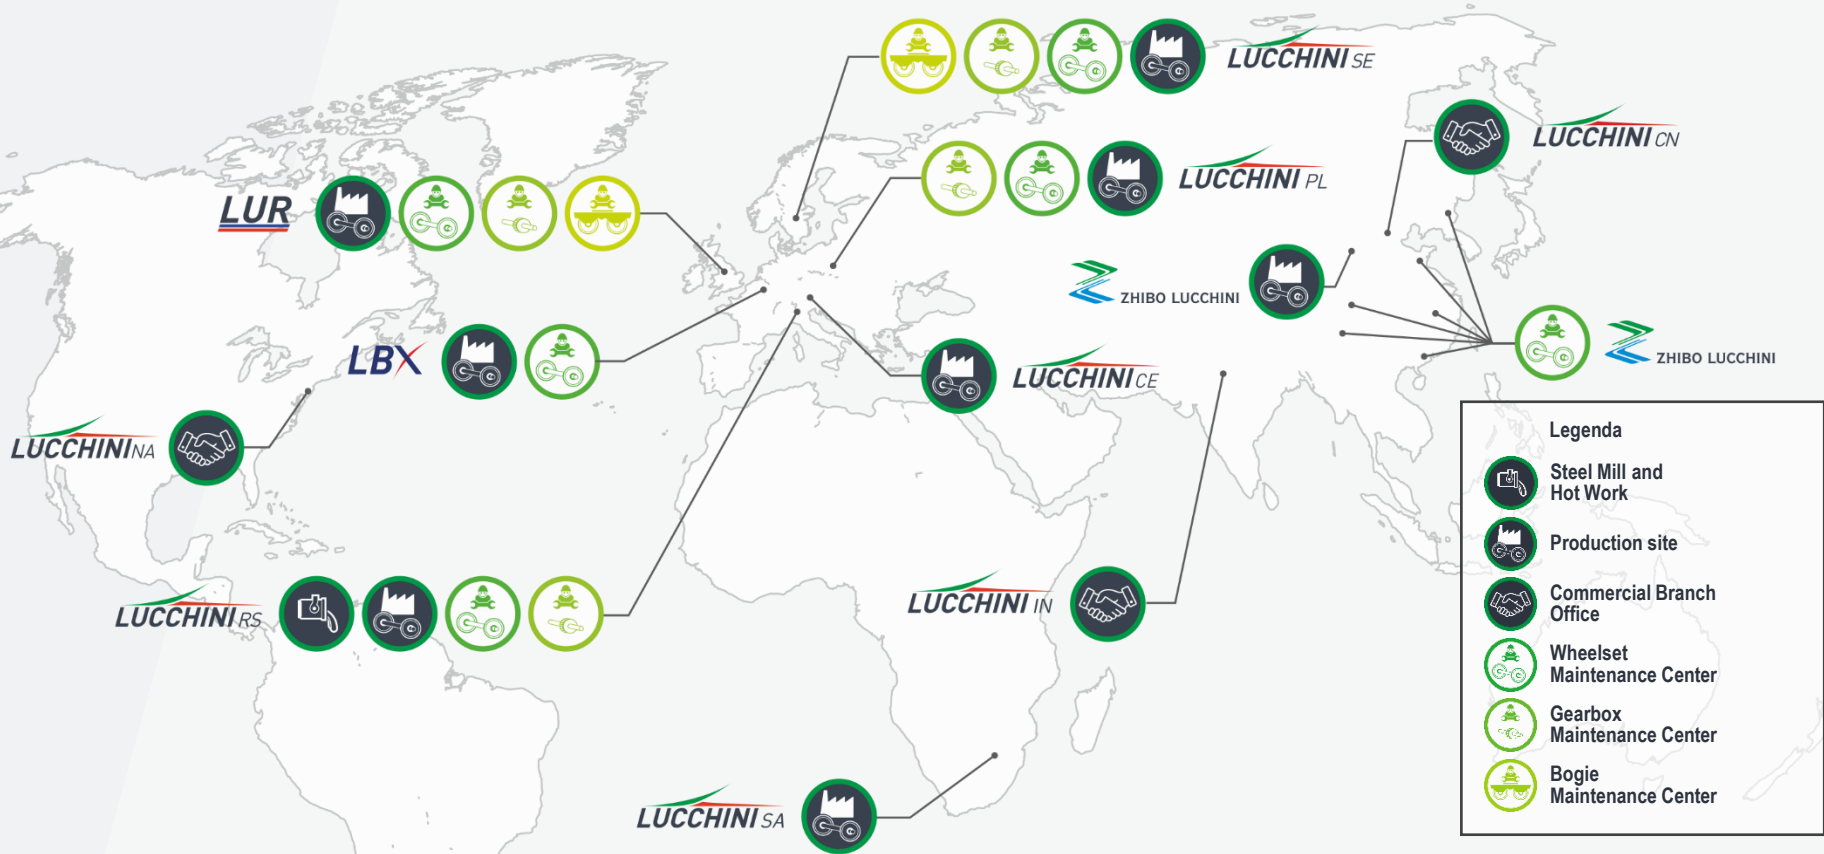 LUCCHINI SE
LUCCHINI CN
LUCCHINI PL
LUR
ZHIBO LUCCHINI
ZHIBO LUCCHINI
LBX
LUCCHINI CE
LUCCHINI NA
Legenda
Steel Mill and
Hot Work
Production site
Commercial Branch
Office
Wheelset
Maintenance Center
Gearbox
Maintenance Center
Bogie
Maintenance Center
LUCCHINI RS
LUCCHINI IN
LUCCHINI SA